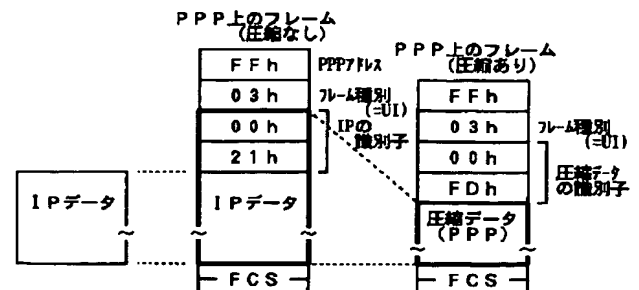 PPP上のフレーム
(圧縮なし)
FFh
PPPアドレス
03h
フレーム種別
(=UI)
00h
IPの
識別子
21h
IPデータ
IPデータ
FCS
PPP上のフレーム
(圧縮あり)
FFh
03h
フレーム種別
(=UI)
00h
圧縮データ
の識別子
FDh
圧縮データ
(PPP)
FCS